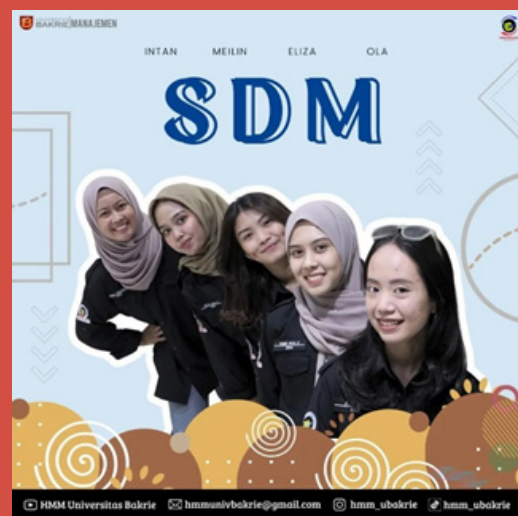 BAKRIE MANAJEMEN
INTAN MEILIN ELIZA OLA
SDM
HMM Universitas Bakrie hmmunivbakrie@gmail.com hmm_ubakrie hmm_ubakrie